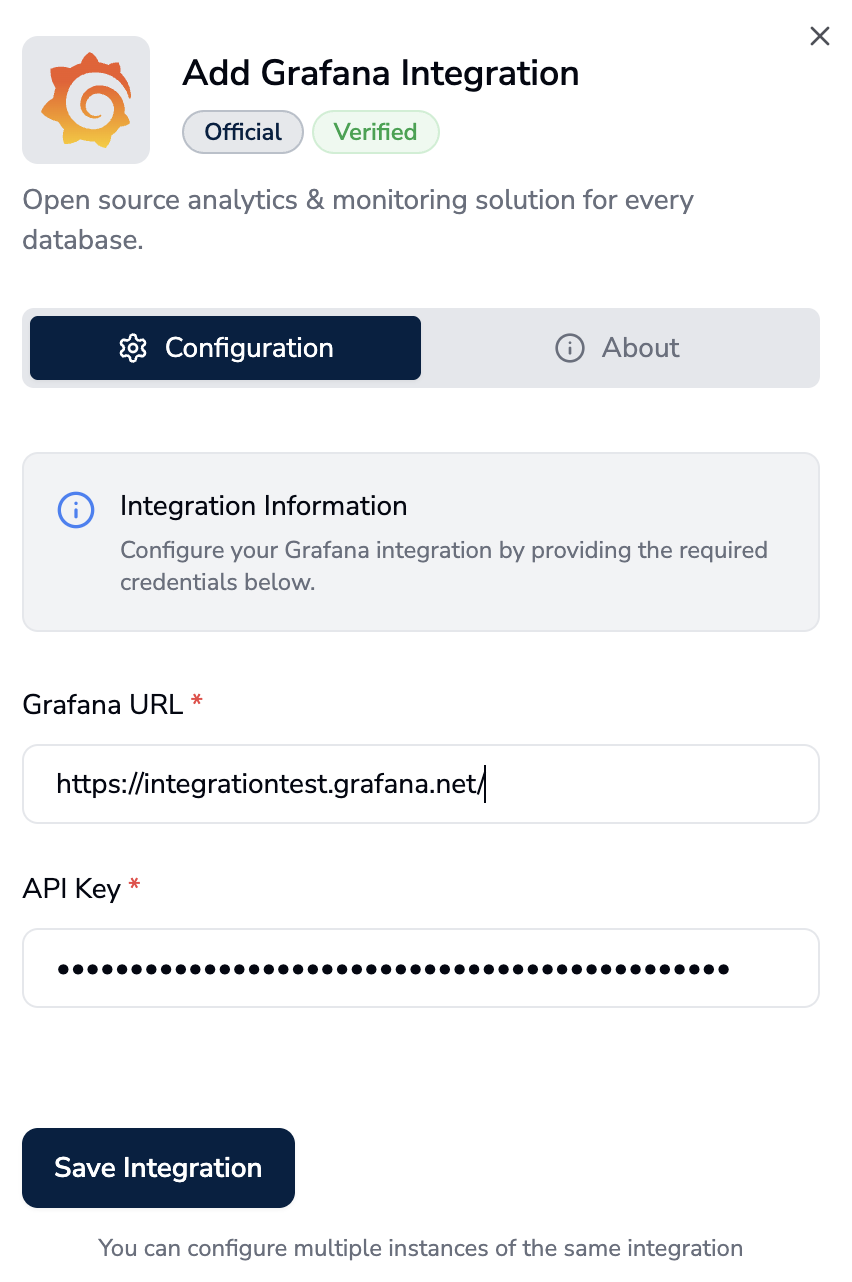 Add Grafana Integration
Official
Verified
Open source analytics & monitoring solution for every
database.
Configuration
About
Integration Information
Configure your Grafana integration by providing the required
credentials below.
Grafana URL *
https://integrationtest.grafana.net/
API Key *
••••••••••••••••••••••••••••••••••••••••••••••
Save Integration
You can configure multiple instances of the same integration